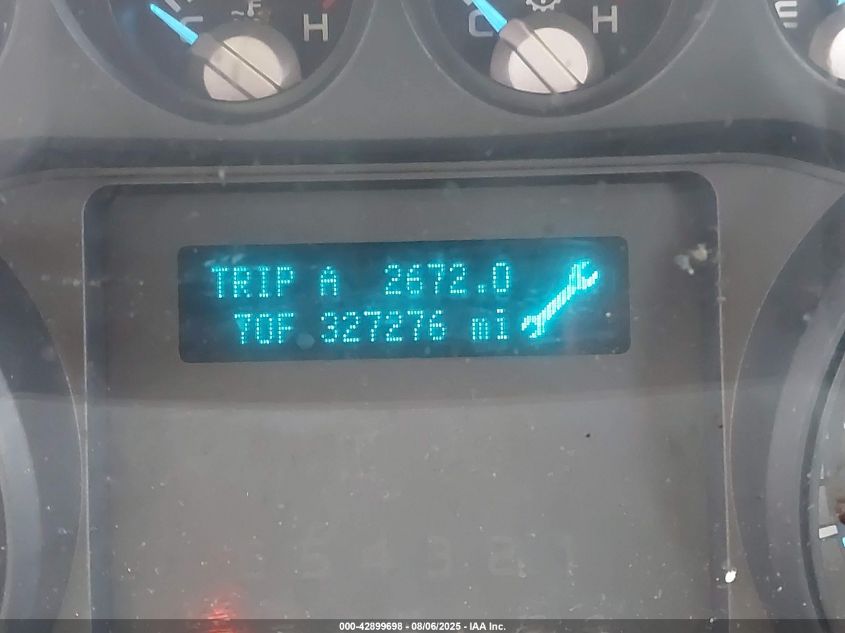 H
C
H
TRIP A 2672.0
70F 327276 mi
000-42899698 - 08/06/2025 - IAA Inc.